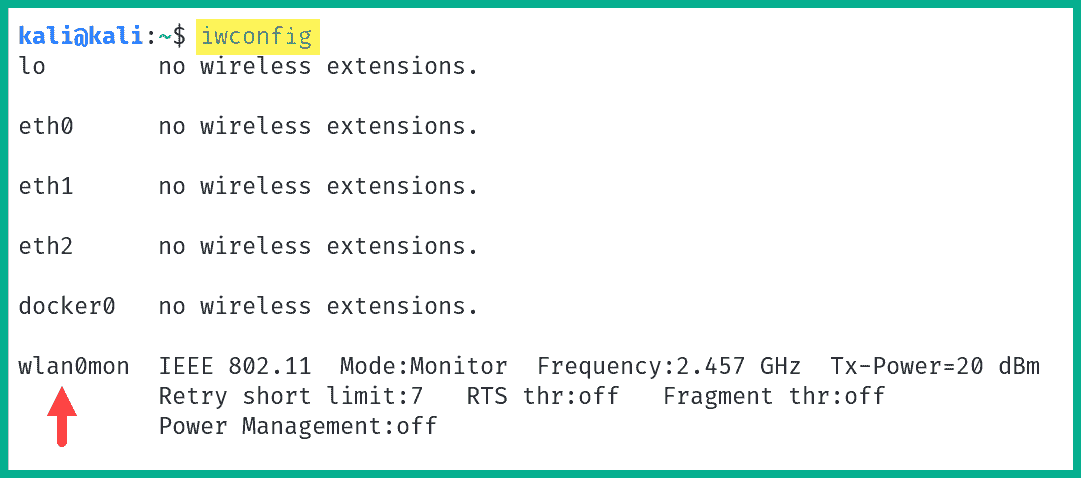 kali@kali:~$ iwconfig
lo        no wireless extensions.
eth0      no wireless extensions.
eth1      no wireless extensions.
eth2      no wireless extensions.
docker0   no wireless extensions.
wlan0mon  IEEE 802.11  Mode:Monitor  Frequency:2.457 GHz  Tx-Power=20 dBm
          Retry short limit:7   RTS thr:off   Fragment thr:off
          Power Management:off